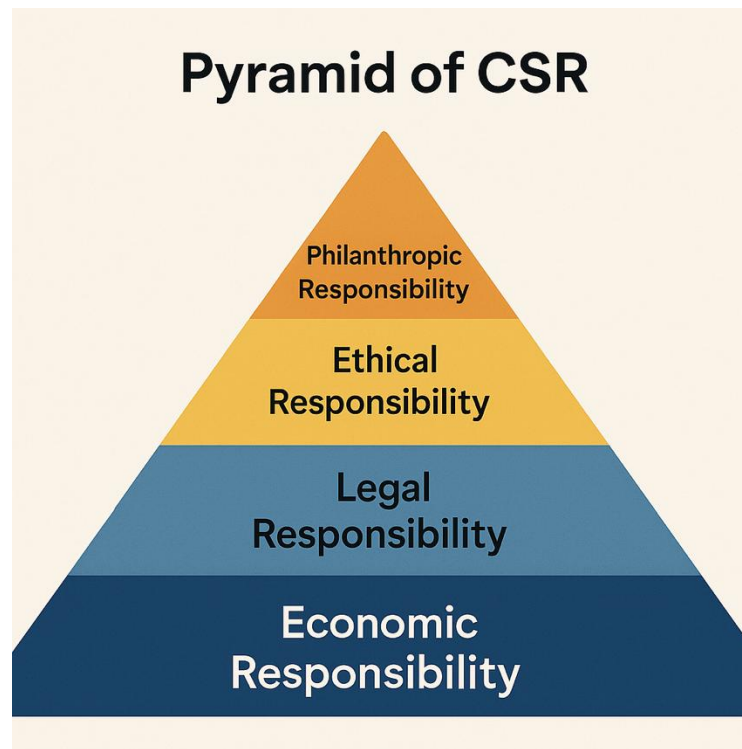 Pyramid of CSR
Philanthropic
Responsibility
Ethical
Responsibility
Legal
Responsibility
Economic
Responsibility